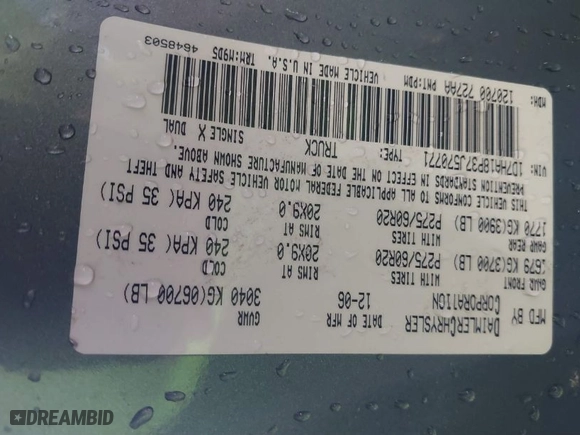 MFD BY DAIMLERCHRYSLER CORPORATION DATE OF MFR 12-06 GVWR 3040 KG(06700 LB)
GAWR FRONT WITH TIRES RIMS AT COLD
1679 KG(3700 LB) P275/60R20 20X9.0 240 KPA( 35 PSI)
GAWR REAR WITH TIRES RIMS AT COLD
1770 KG(3900 LB) P275/60R20 20X9.0 240 KPA( 35 PSI)
THIS VEHICLE CONFORMS TO ALL APPLICABLE FEDERAL MOTOR VEHICLE SAFETY AND THEFT
PREVENTION STANDARDS IN EFFECT ON THE DATE OF MANUFACTURE SHOWN ABOVE.
VIN: 1D7HA18P37J570771 TYPE: TRUCK SINGLE X DUAL
MDH: 120700 727AA PNT:PDM VEHICLE MADE IN U.S.A. TRM:M9DS 4648503
DREAMBID